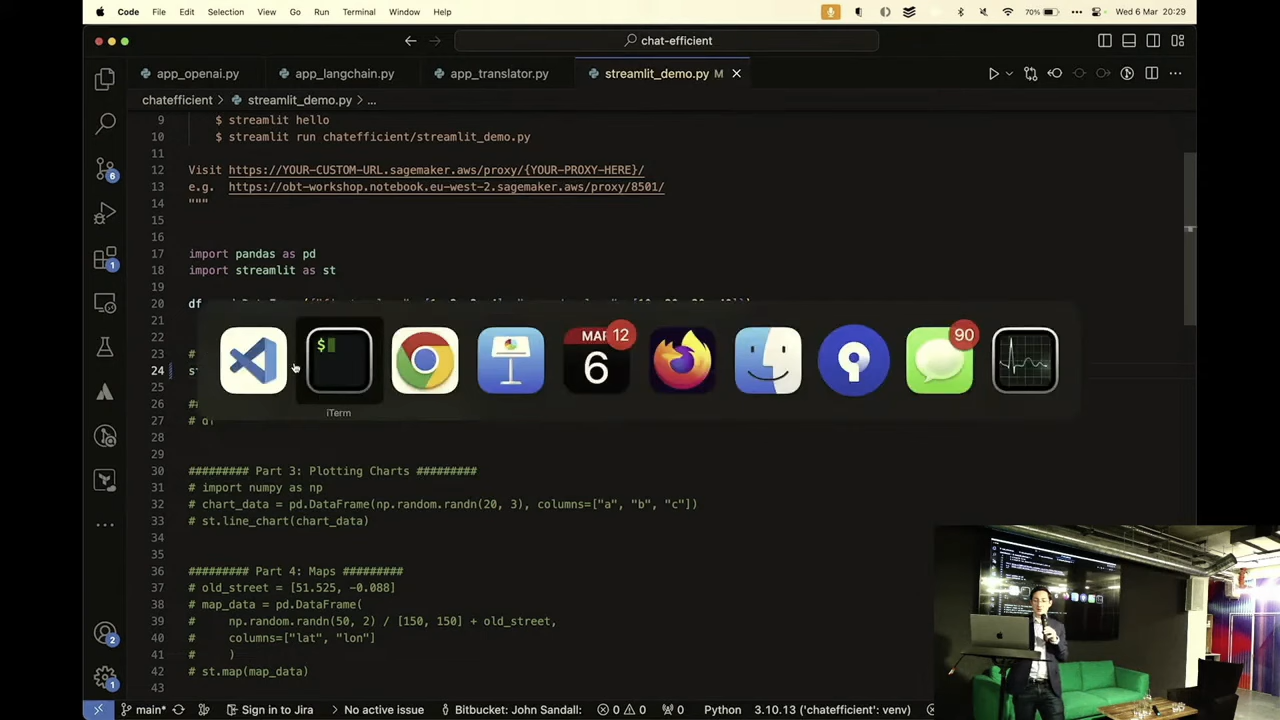 Code File Edit Selection View Go Run Terminal Window Help 70% Wed 6 Mar 20:29
chat-efficient
app_openai.py app_langchain.py app_translator.py streamlit_demo.py M
chatefficient > streamlit_demo.py > ...
9 $ streamlit hello
10 $ streamlit run chatefficient/streamlit_demo.py
11
12 Visit https://YOUR-CUSTOM-URL.sagemaker.aws/proxy/{YOUR-PROXY-HERE}/
13 e.g. https://obt-workshop.notebook.eu-west-2.sagemaker.aws/proxy/8501/
14 """
15
16
17 import pandas as pd
18 import streamlit as st
19
20 df
21
22
23 #
24 s
25
26 #
27 #
28
29
30 ######### Part 3: Plotting Charts #########
31 # import numpy as np
32 # chart_data = pd.DataFrame(np.random.randn(20, 3), columns=["a", "b", "c"])
33 # st.line_chart(chart_data)
34
35
36 ######### Part 4: Maps #########
37 # old_street = [51.525, -0.088]
38 # map_data = pd.DataFrame(
39 # np.random.randn(50, 2) / [150, 150] + old_street,
40 # columns=["lat", "lon"]
41 # )
42 # st.map(map_data)
43
6
1
2
1
$
MAR 12
6
90
iTerm
main* Sign in to Jira No active issue Bitbucket: John Sandall: 0 0 0 Python 3.10.13 ('chatefficient': venv)